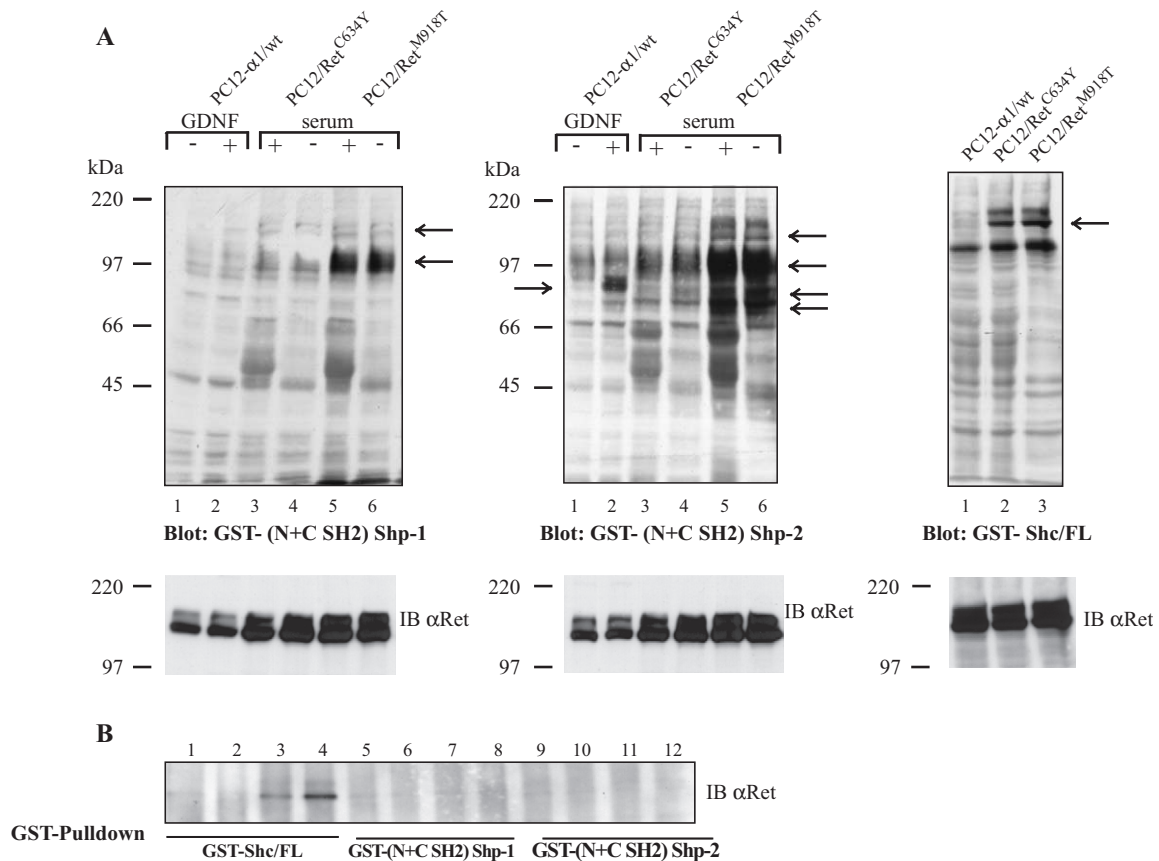 A
PC12-α1/wt PC12/Ret^C634Y PC12/Ret^M918T
GDNF serum
- + + - + -
kDa
220
97
66
45
1 2 3 4 5 6
Blot: GST- (N+C SH2) Shp-1
PC12-α1/wt PC12/Ret^C634Y PC12/Ret^M918T
GDNF serum
- + + - + -
kDa
220
97
66
45
1 2 3 4 5 6
Blot: GST- (N+C SH2) Shp-2
PC12-α1/wt PC12/Ret^C634Y PC12/Ret^M918T
1 2 3
Blot: GST- Shc/FL
220
97
IB αRet
220
97
IB αRet
220
97
IB αRet
B
1 2 3 4 5 6 7 8 9 10 11 12
IB αRet
GST-Pulldown
GST-Shc/FL GST-(N+C SH2) Shp-1 GST-(N+C SH2) Shp-2